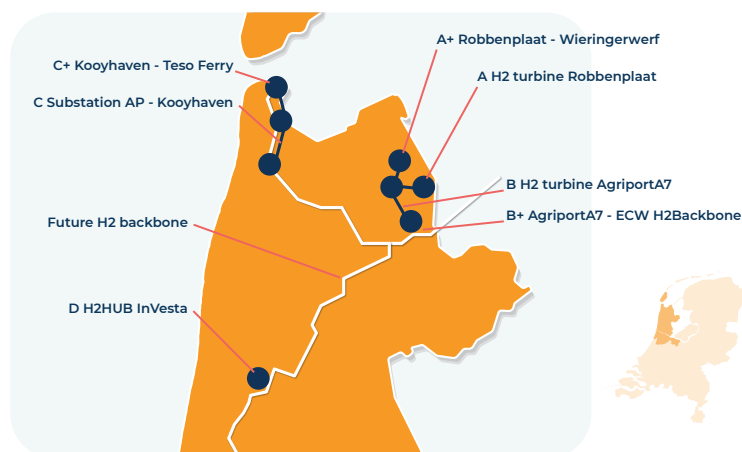 A+ Robbenplaat - Wieringerwerf
C+ Kooyhaven - Teso Ferry
A H2 turbine Robbenplaat
C Substation AP - Kooyhaven
B H2 turbine AgriportA7
B+ AgriportA7 - ECW H2Backbone
Future H2 backbone
D H2HUB InVesta